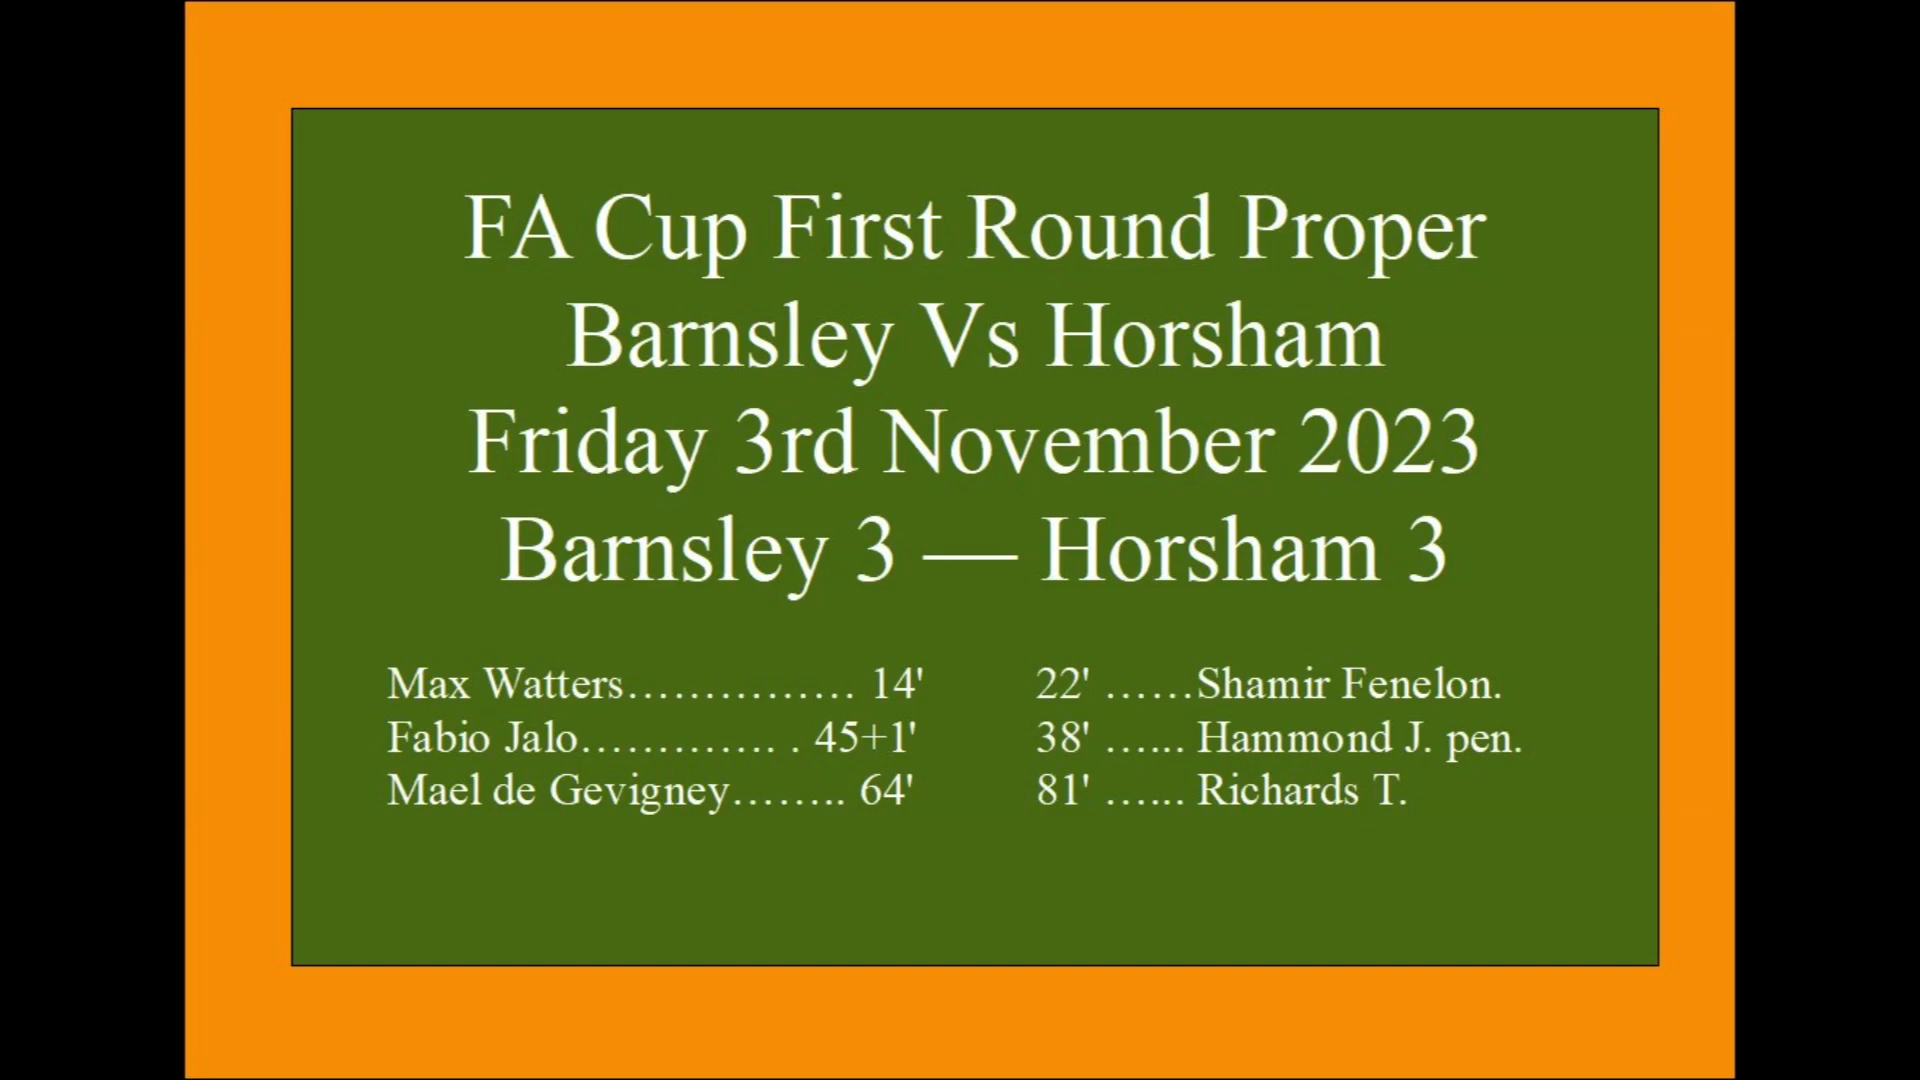 FA Cup First Round Proper
Barnsley Vs Horsham
Friday 3rd November 2023
Barnsley 3 — Horsham 3
Max Watters…………… 14' 22' ……Shamir Fenelon.
Fabio Jalo…………. . 45+1' 38' …... Hammond J. pen.
Mael de Gevigney…….. 64' 81' …... Richards T.